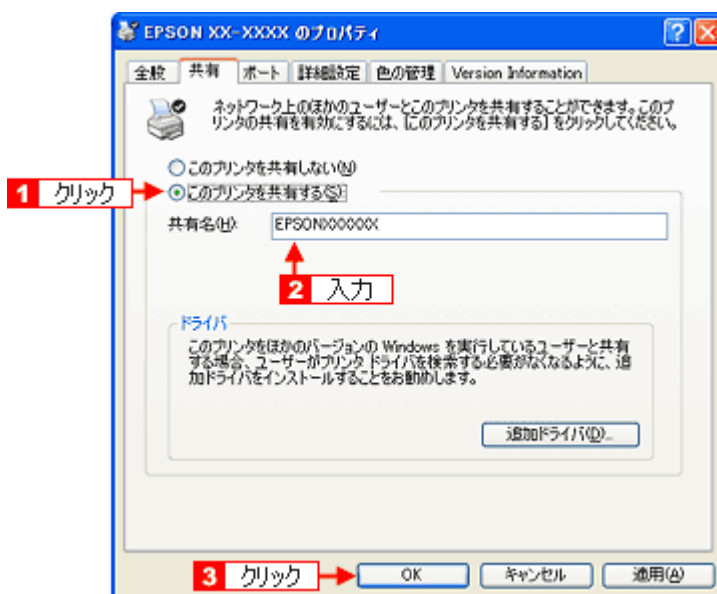 EPSON XX-XXXX のプロパティ
全般 共有 ポート 詳細設定 色の管理 Version Information
ネットワーク上のほかのユーザーとこのプリンタを共有することができます。このプ
リンタの共有を有効にするには、[このプリンタを共有する] をクリックしてください。
このプリンタを共有しない(N)
1 クリック
このプリンタを共有する(S)
共有名(H): EPSONXXXXXX
2 入力
ドライバ
このプリンタをほかのバージョンの Windows を実行しているユーザーと共有
する場合、ユーザーがプリンタ ドライバを検索する必要がなくなるように、追
加ドライバをインストールすることをお勧めします。
追加ドライバ(D)...
3 クリック
OK キャンセル 適用(A)